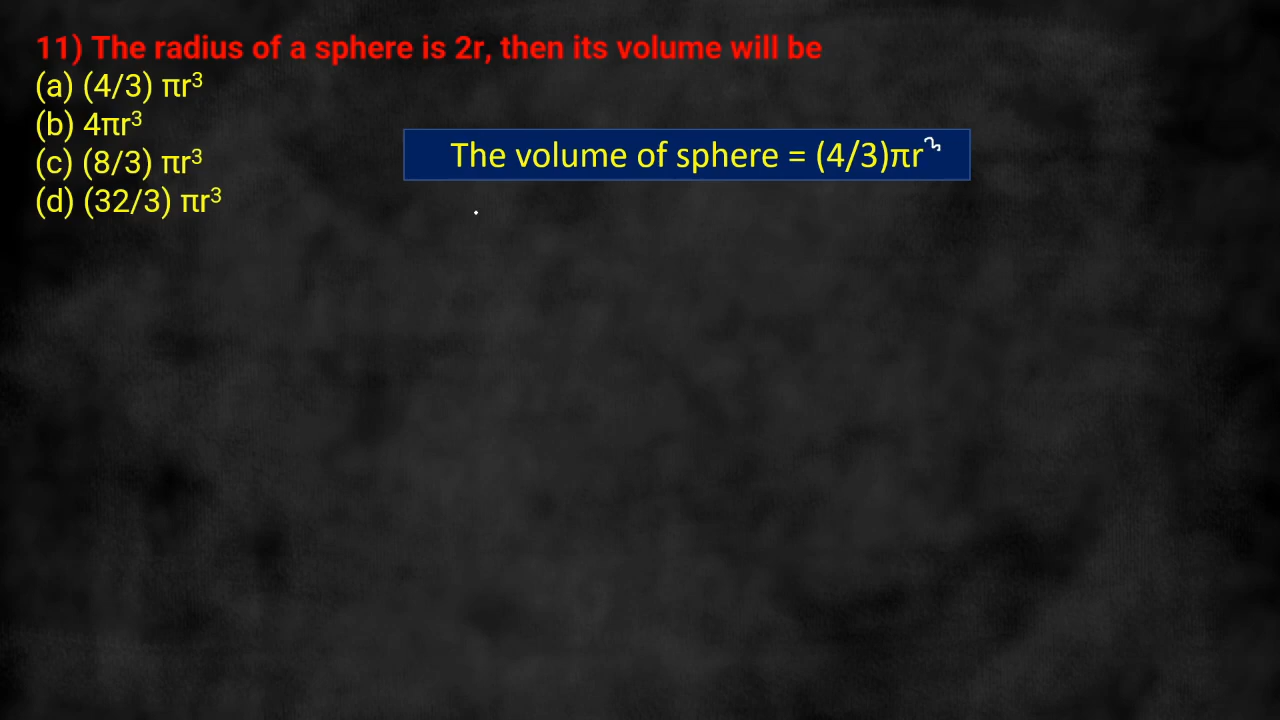 11) The radius of a sphere is 2r, then its volume will be
(a) (4/3) πr³
(b) 4πr³
(c) (8/3) πr³
(d) (32/3) πr³
The volume of sphere = (4/3)πr³